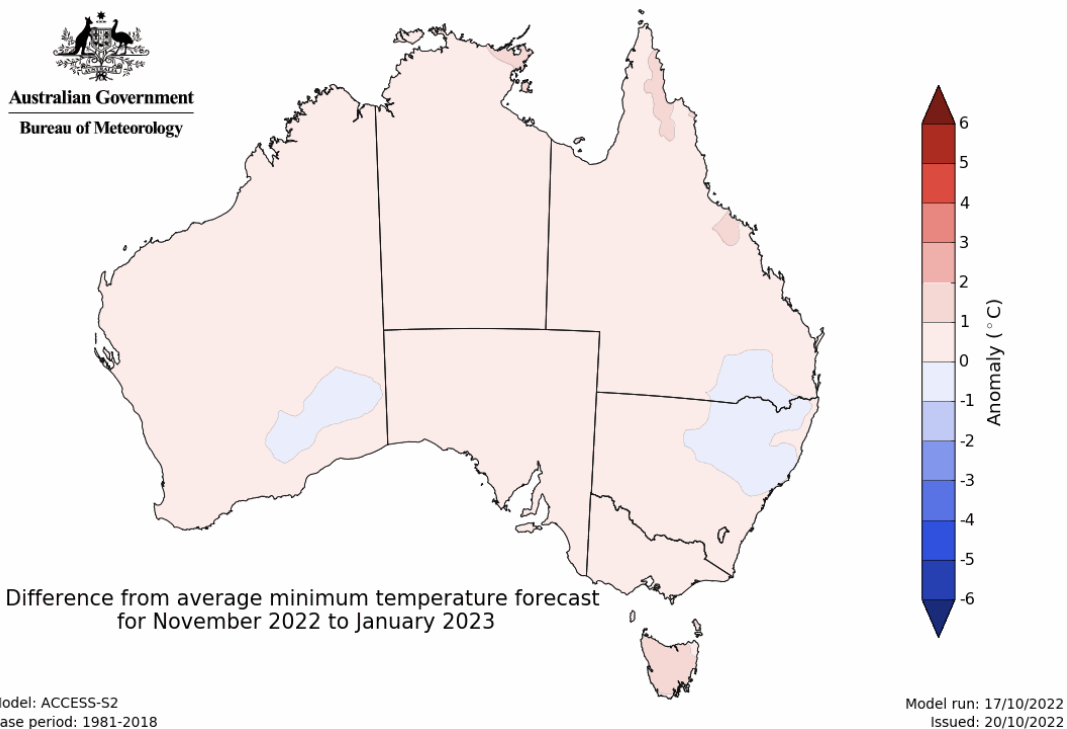 Australian Government
Bureau of Meteorology
6
5
4
3
2
1
0
-1
-2
-3
-4
-5
-6
Anomaly (°C)
Difference from average minimum temperature forecast
for November 2022 to January 2023
odel: ACCESS-S2
ase period: 1981-2018
Model run: 17/10/2022
Issued: 20/10/2022